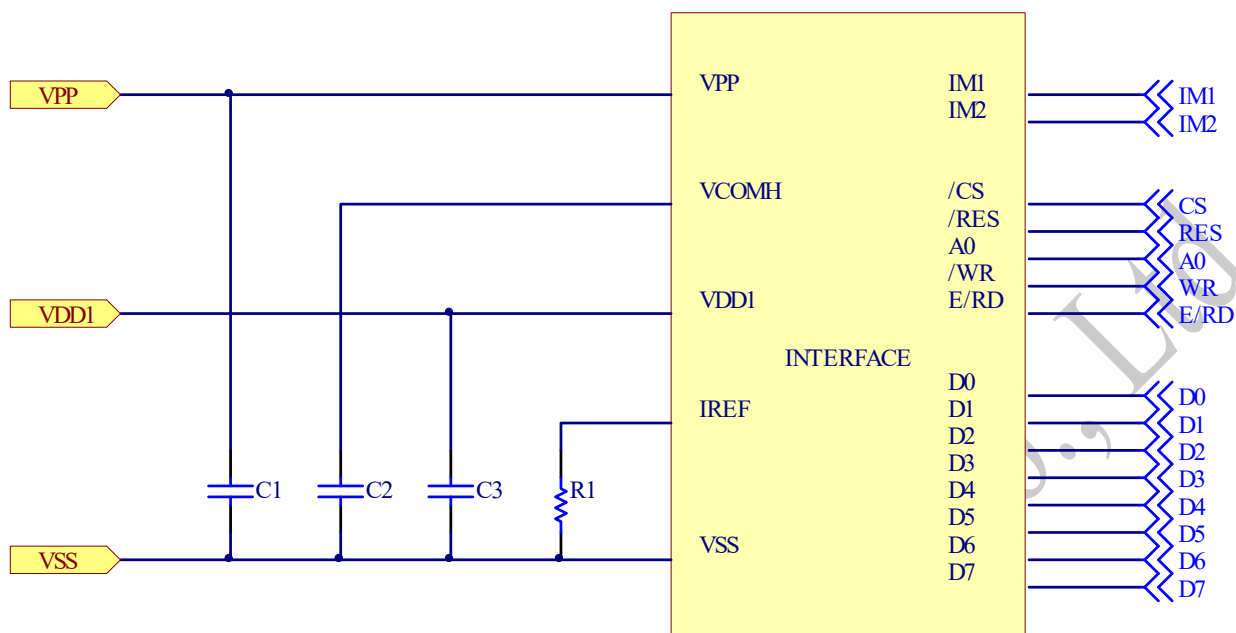 VPP
VPP
IM1
IM1
IM2
IM2
VCOMH
/CS
CS
/RES
RES
A0
A0
/WR
WR
VDD1
VDD1
E/RD
E/RD
INTERFACE
D0
D0
IREF
D1
D1
D2
D2
D3
D3
C1
C2
C3
R1
D4
D4
D5
D5
VSS
VSS
D6
D6
D7
D7
o., Ltd